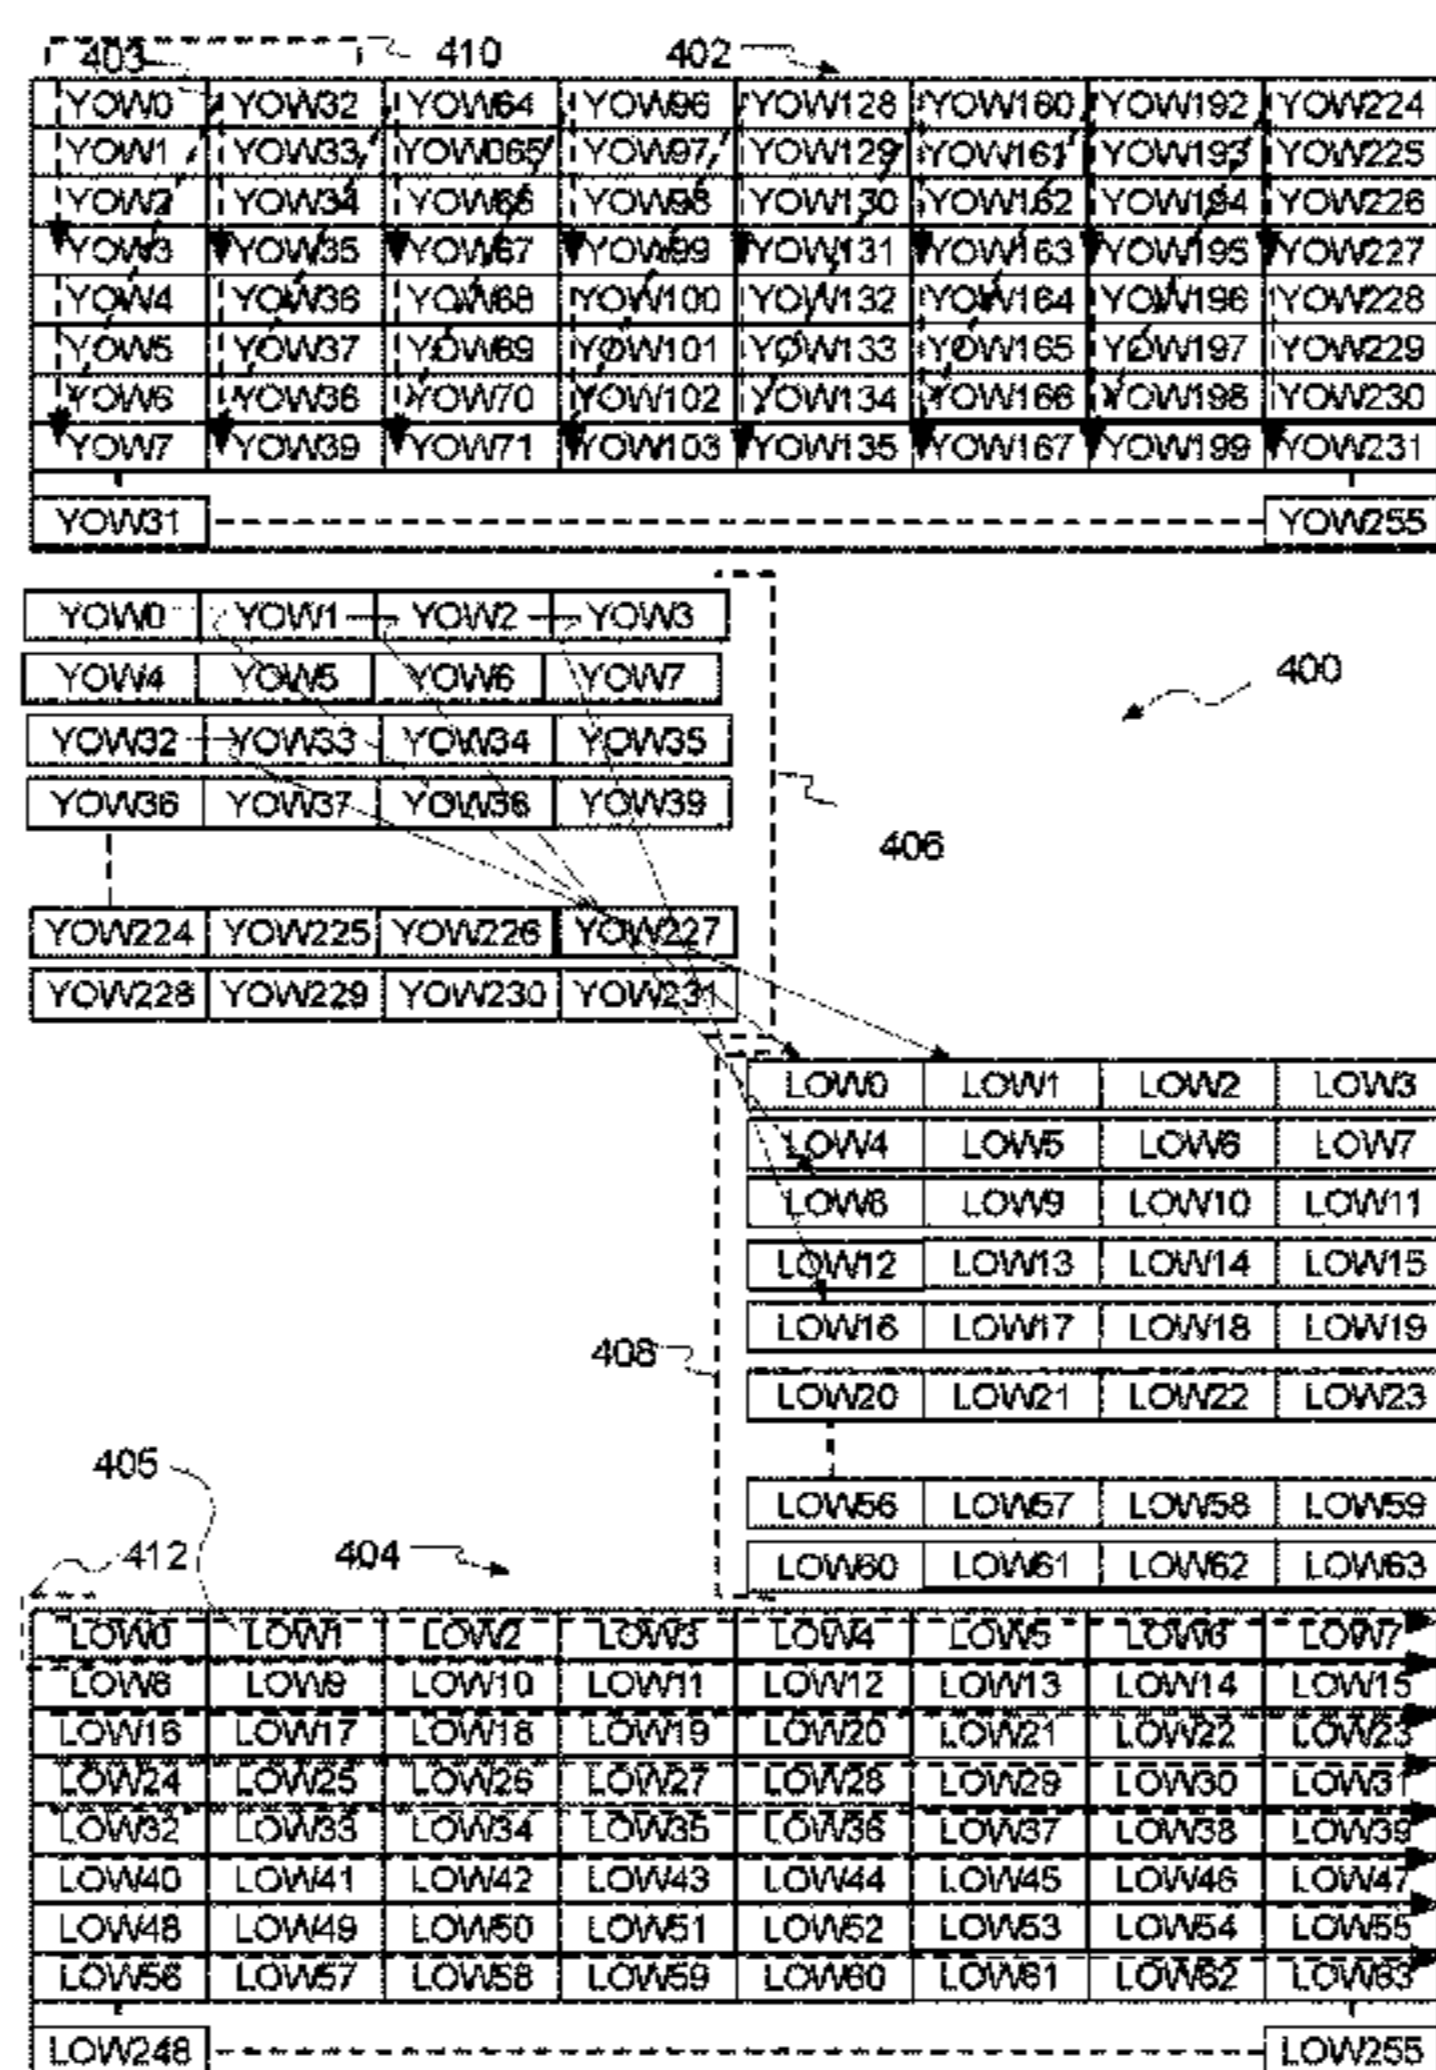 403 410 402
YOW0 YOW32 YOW64 YOW96 YOW128 YOW160 YOW192 YOW224
YOW1 YOW33 YOW065 YOW97 YOW129 YOW161 YOW193 YOW225
YOW2 YOW34 YOW66 YOW98 YOW130 YOW162 YOW194 YOW226
YOW3 YOW35 YOW67 YOW99 YOW131 YOW163 YOW195 YOW227
YOW4 YOW36 YOW68 YOW100 YOW132 YOW164 YOW196 YOW228
YOW5 YOW37 YOW69 YOW101 YOW133 YOW165 YOW197 YOW229
YOW6 YOW38 YOW70 YOW102 YOW134 YOW166 YOW198 YOW230
YOW7 YOW39 YOW71 YOW103 YOW135 YOW167 YOW199 YOW231
YOW31 YOW255
YOW0 YOW1 YOW2 YOW3
YOW4 YOW5 YOW6 YOW7
400
YOW32 YOW33 YOW34 YOW35
YOW36 YOW37 YOW38 YOW39
406
YOW224 YOW225 YOW226 YOW227
YOW228 YOW229 YOW230 YOW231
LOW0 LOW1 LOW2 LOW3
LOW4 LOW5 LOW6 LOW7
LOW8 LOW9 LOW10 LOW11
LOW12 LOW13 LOW14 LOW15
LOW16 LOW17 LOW18 LOW19
408
LOW20 LOW21 LOW22 LOW23
405
LOW56 LOW57 LOW58 LOW59
412 404
LOW60 LOW61 LOW62 LOW63
LOW0 LOW1 LOW2 LOW3 LOW4 LOW5 LOW6 LOW7
LOW8 LOW9 LOW10 LOW11 LOW12 LOW13 LOW14 LOW15
LOW16 LOW17 LOW18 LOW19 LOW20 LOW21 LOW22 LOW23
LOW24 LOW25 LOW26 LOW27 LOW28 LOW29 LOW30 LOW31
LOW32 LOW33 LOW34 LOW35 LOW36 LOW37 LOW38 LOW39
LOW40 LOW41 LOW42 LOW43 LOW44 LOW45 LOW46 LOW47
LOW48 LOW49 LOW50 LOW51 LOW52 LOW53 LOW54 LOW55
LOW56 LOW57 LOW58 LOW59 LOW60 LOW61 LOW62 LOW63
LOW248 LOW255